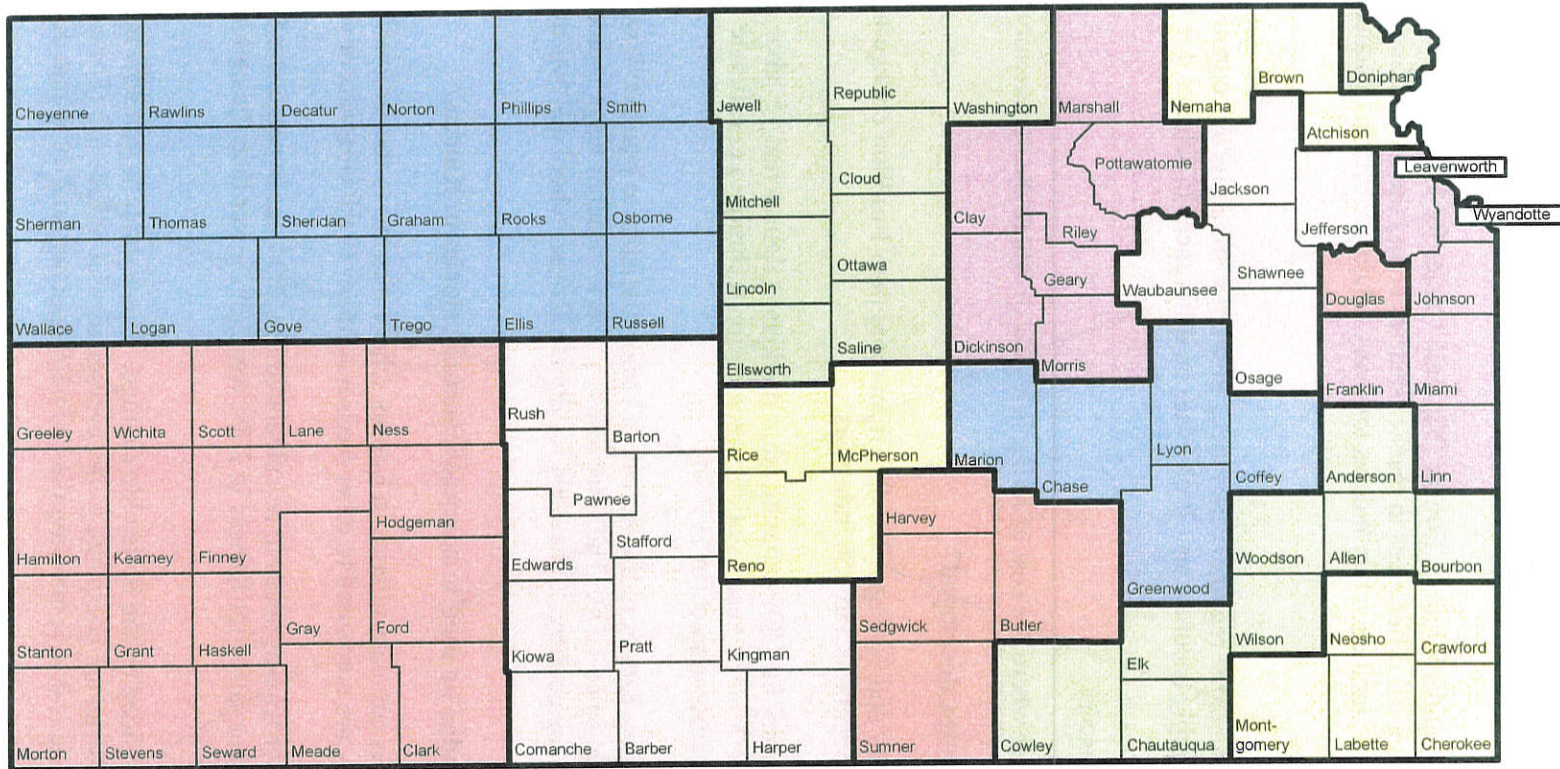 Cheyenne
Rawlins
Decatur
Norton
Phillips
Smith
Jewell
Republic
Washington
Marshall
Nemaha
Brown
Doniphan
Atchison
Leavenworth
Wyandotte
Sherman
Thomas
Sheridan
Graham
Rooks
Osborne
Mitchell
Cloud
Clay
Riley
Pottawatomie
Jackson
Jefferson
Wallace
Logan
Gove
Trego
Ellis
Russell
Lincoln
Ottawa
Geary
Waubaunsee
Shawnee
Douglas
Johnson
Ellsworth
Saline
Dickinson
Morris
Osage
Franklin
Miami
Greeley
Wichita
Scott
Lane
Ness
Rush
Barton
Rice
McPherson
Marion
Chase
Lyon
Coffey
Anderson
Linn
Hamilton
Kearney
Finney
Hodgeman
Pawnee
Stafford
Edwards
Reno
Harvey
Greenwood
Woodson
Allen
Bourbon
Stanton
Grant
Haskell
Gray
Ford
Kiowa
Pratt
Kingman
Sedgwick
Butler
Elk
Wilson
Neosho
Crawford
Morton
Stevens
Seward
Meade
Clark
Comanche
Barber
Harper
Sumner
Cowley
Chautauqua
Mont-
gomery
Labette
Cherokee